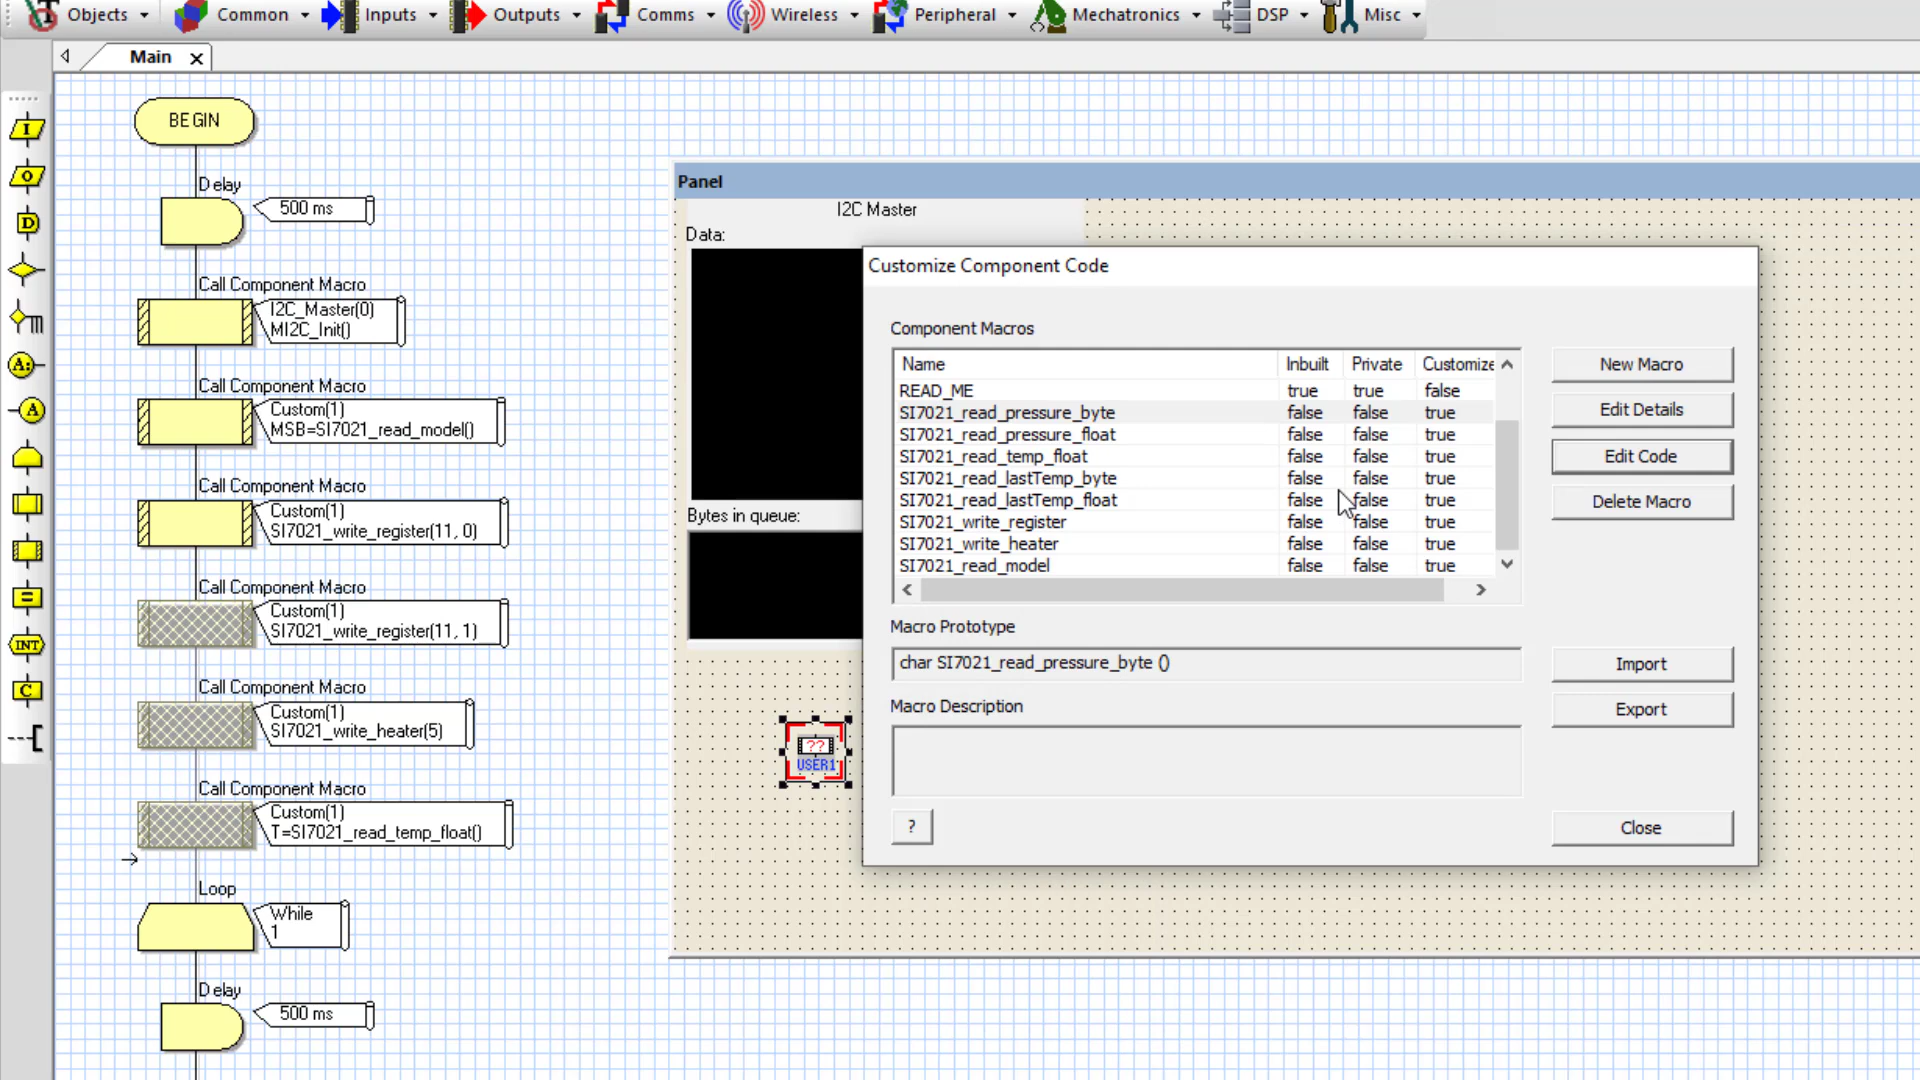 Objects
Common
Inputs
Outputs
Comms
Wireless
Peripheral
Mechatronics
DSP
Misc
Main
BEGIN
Delay
500 ms
Call Component Macro
I2C_Master(0)
MI2C_Init()
Call Component Macro
Custom(1)
MSB=SI7021_read_model()
Call Component Macro
Custom(1)
SI7021_write_register(11, 0)
Call Component Macro
Custom(1)
SI7021_write_register(11, 1)
Call Component Macro
Custom(1)
SI7021_write_heater(5)
Call Component Macro
Custom(1)
T=SI7021_read_temp_float()
Loop
While
1
Delay
500 ms
I
O
D
A:
A
=
INT
C
Panel
I2C Master
Data:
Bytes in queue:
??
USER1
Customize Component Code
Component Macros
Name Inbuilt Private Customize
READ_ME true true false
SI7021_read_pressure_byte false false true
SI7021_read_pressure_float false false true
SI7021_read_temp_float false false true
SI7021_read_lastTemp_byte false false true
SI7021_read_lastTemp_float false false true
SI7021_write_register false false true
SI7021_write_heater false false true
SI7021_read_model false false true
New Macro
Edit Details
Edit Code
Delete Macro
Macro Prototype
char SI7021_read_pressure_byte ()
Import
Macro Description
Export
?
Close